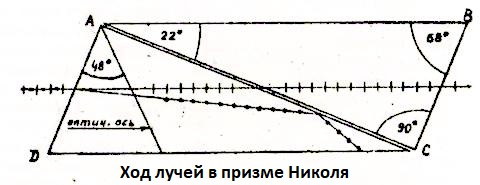 A
B
22°
68°
48°
90°
оптич. ось
D
C
Ход лучей в призме Николя